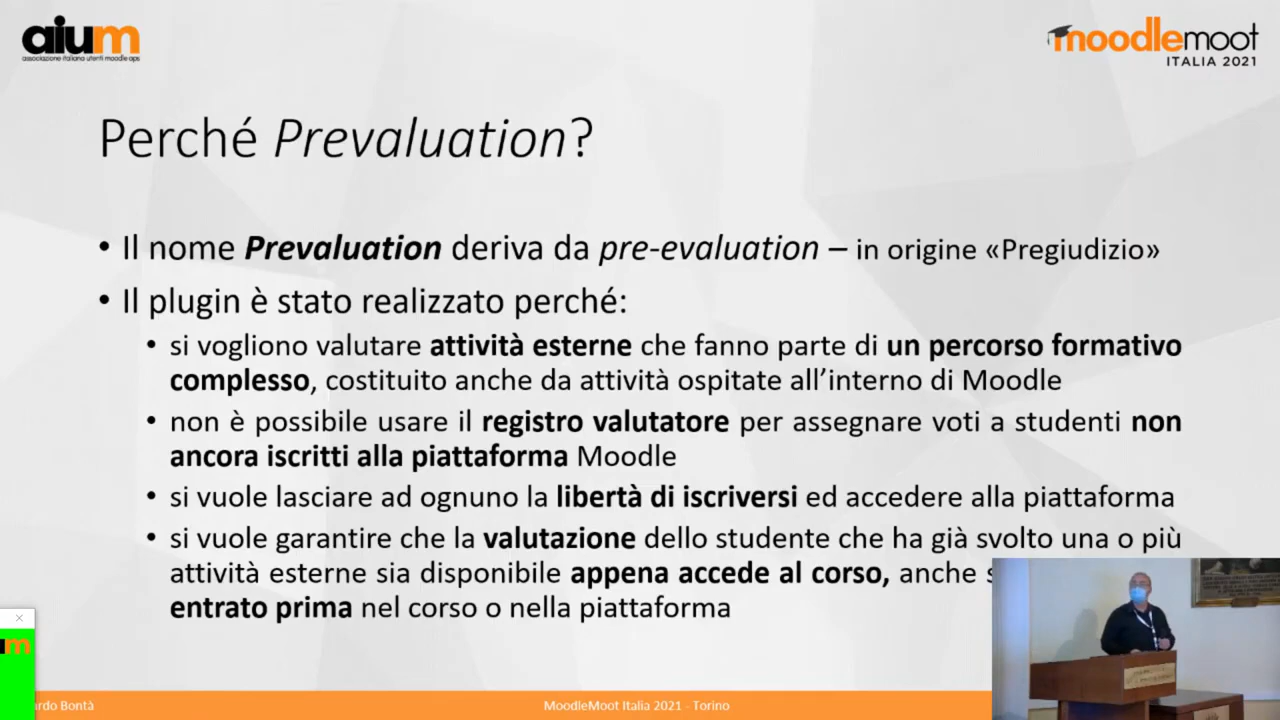 aium
associazione italiana utenti moodle aps
moodlemoot
ITALIA 2021
Perché Prevaluation?
• Il nome Prevaluation deriva da pre-evaluation – in origine «Pregiudizio»
• Il plugin è stato realizzato perché:
• si vogliono valutare attività esterne che fanno parte di un percorso formativo
complesso, costituito anche da attività ospitate all’interno di Moodle
• non è possibile usare il registro valutatore per assegnare voti a studenti non
ancora iscritti alla piattaforma Moodle
• si vuole lasciare ad ognuno la libertà di iscriversi ed accedere alla piattaforma
• si vuole garantire che la valutazione dello studente che ha già svolto una o più
attività esterne sia disponibile appena accede al corso, anche
entrato prima nel corso o nella piattaforma
Bontà
MoodleMoot Italia 2021 - Torino